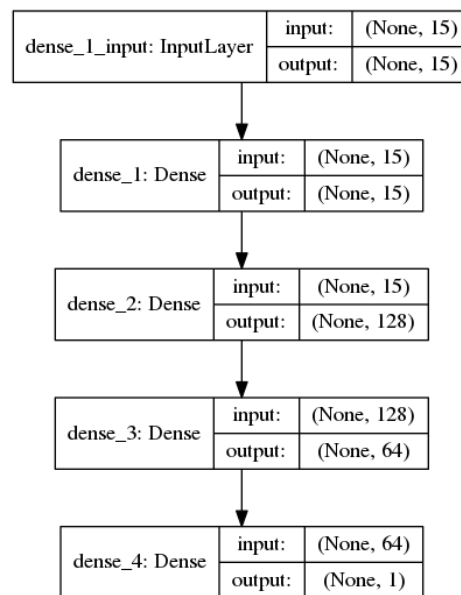 dense_1_input: InputLayer
input: (None, 15)
output: (None, 15)
dense_1: Dense
input: (None, 15)
output: (None, 15)
dense_2: Dense
input: (None, 15)
output: (None, 128)
dense_3: Dense
input: (None, 128)
output: (None, 64)
dense_4: Dense
input: (None, 64)
output: (None, 1)